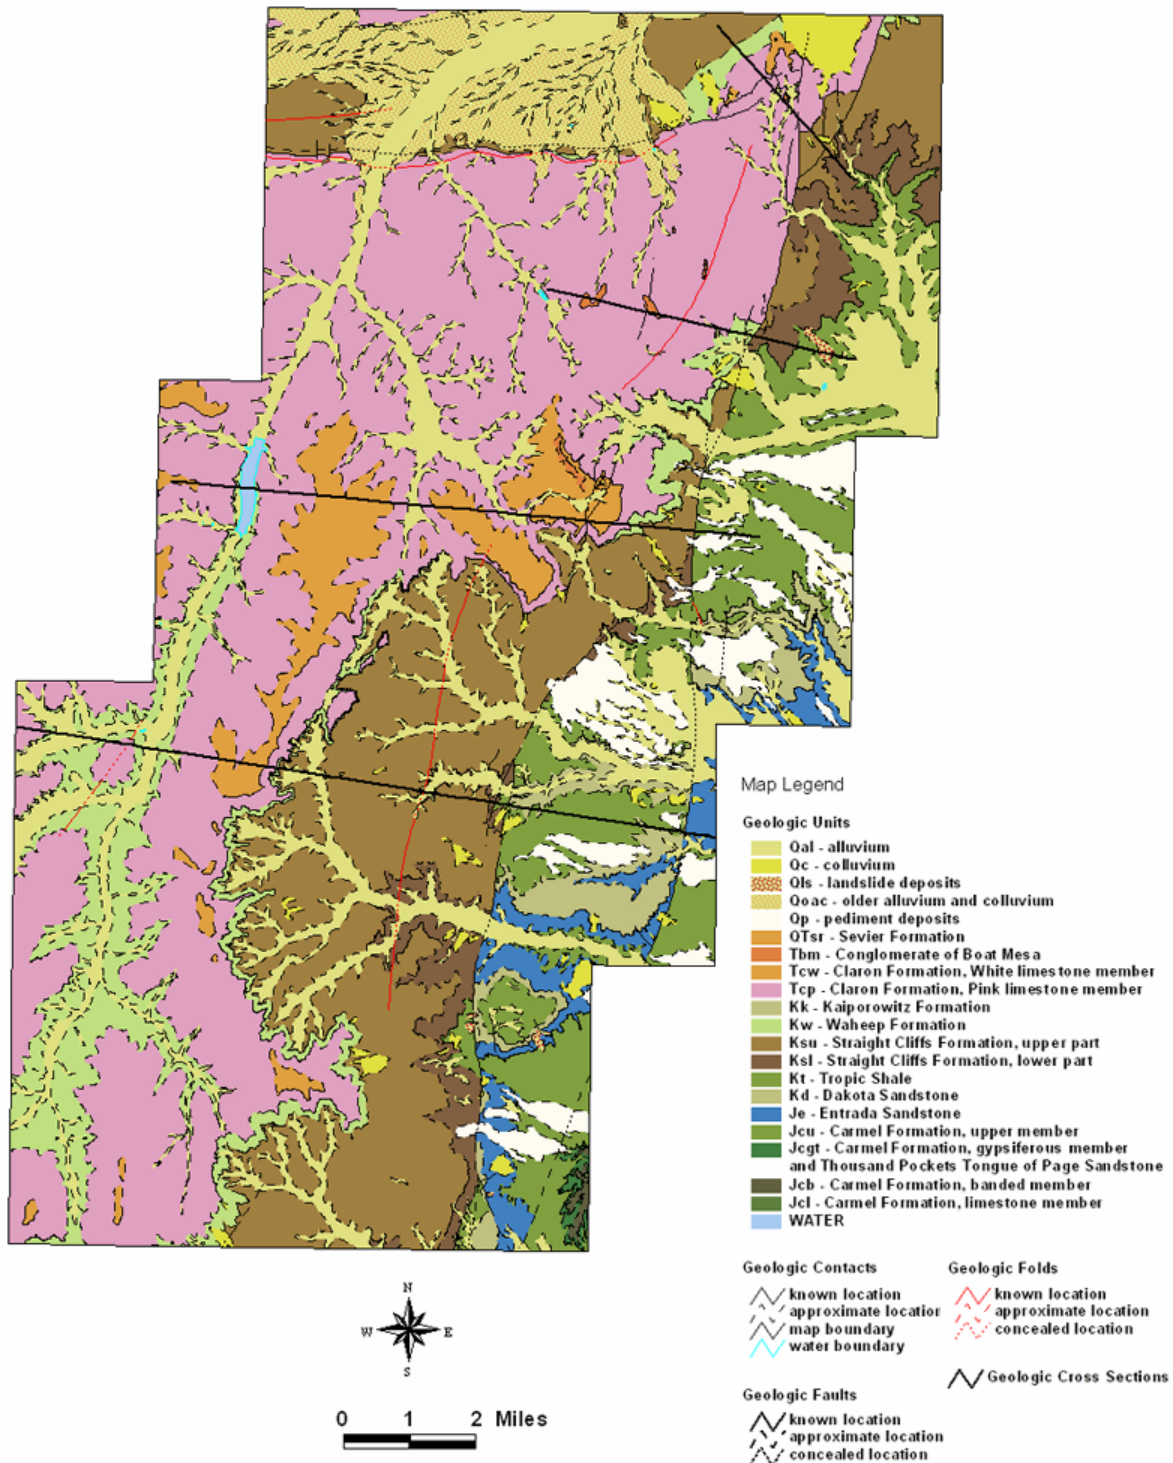 Map Legend
Geologic Units
Qal - alluvium
Qc - colluvium
Qls - landslide deposits
Qoac - older alluvium and colluvium
Qp - pediment deposits
QTsr - Sevier Formation
Tbm - Conglomerate of Boat Mesa
Tcw - Claron Formation, White limestone member
Tcp - Claron Formation, Pink limestone member
Kk - Kaiporowitz Formation
Kw - Waheep Formation
Ksu - Straight Cliffs Formation, upper part
Ksl - Straight Cliffs Formation, lower part
Kt - Tropic Shale
Kd - Dakota Sandstone
Je - Entrada Sandstone
Jcu - Carmel Formation, upper member
Jcgt - Carmel Formation, gypsiferous member
and Thousand Pockets Tongue of Page Sandstone
Jcb - Carmel Formation, banded member
Jcl - Carmel Formation, limestone member
WATER
Geologic Contacts
known location
approximate location
map boundary
water boundary
Geologic Folds
known location
approximate location
concealed location
Geologic Cross Sections
Geologic Faults
known location
approximate location
concealed location
N
W E
S
0 1 2 Miles